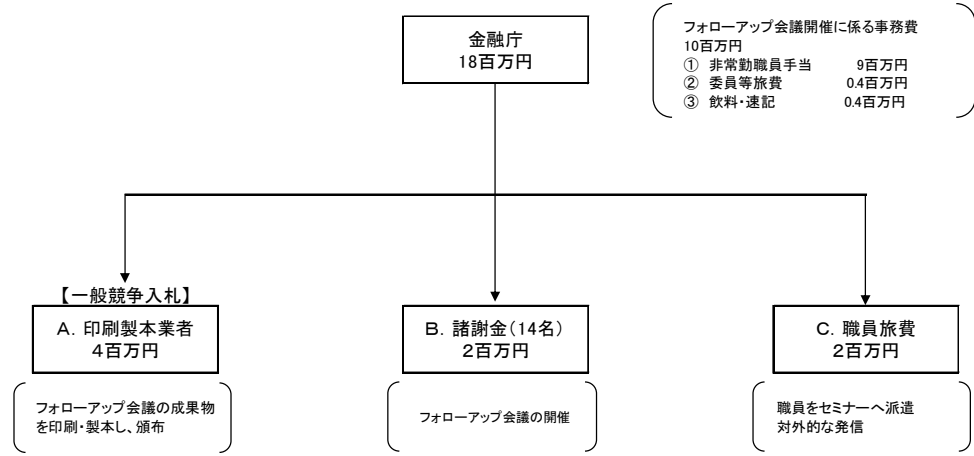 金融庁
18百万円
フォローアップ会議開催に係る事務費
10百万円
① 非常勤職員手当 9百万円
② 委員等旅費 0.4百万円
③ 飲料・速記 0.4百万円
【一般競争入札】
A. 印刷製本業者
4百万円
B. 諸謝金(14名)
2百万円
C. 職員旅費
2百万円
フォローアップ会議の成果物
を印刷・製本し、頒布
フォローアップ会議の開催
職員をセミナーへ派遣
対外的な発信